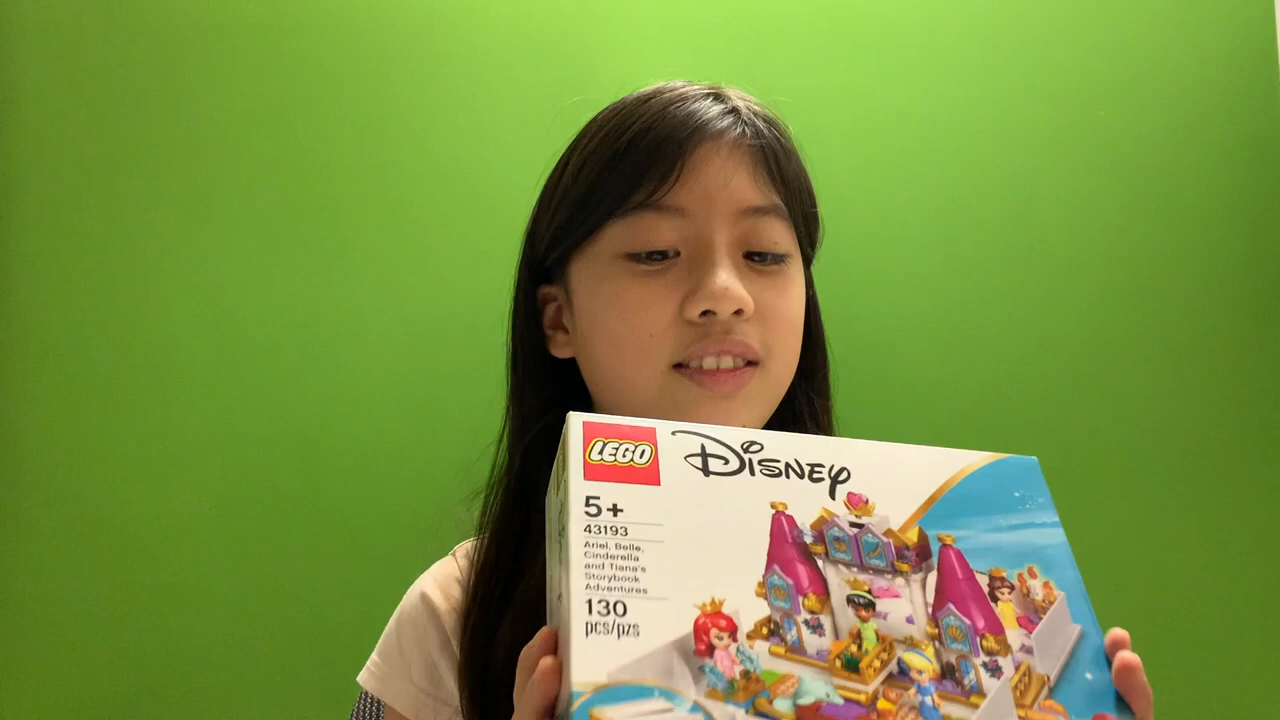 LEGO
Disney
5+
43193
Ariel, Belle,
Cinderella
and Tiana's
Storybook
Adventures
130
pcs/pzs